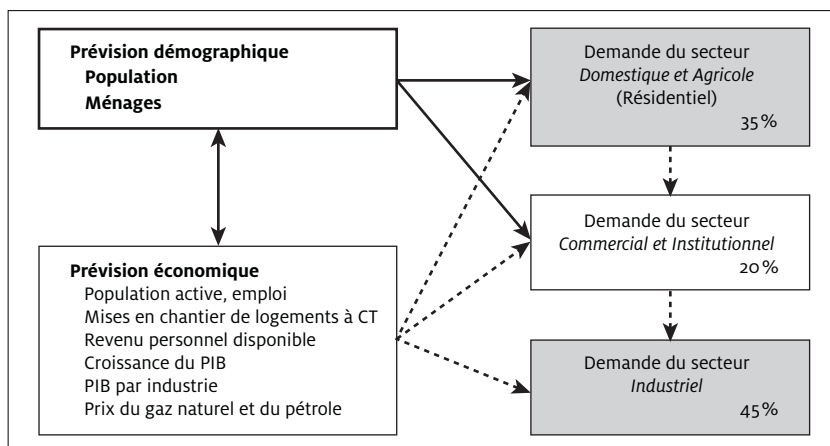 Prévision démographique
Population
Ménages
Prévision économique
Population active, emploi
Mises en chantier de logements à CT
Revenu personnel disponible
Croissance du PIB
PIB par industrie
Prix du gaz naturel et du pétrole
Demande du secteur
Domestique et Agricole
(Résidentiel)
35 %
Demande du secteur
Commercial et Institutionnel
20 %
Demande du secteur
Industriel
45 %